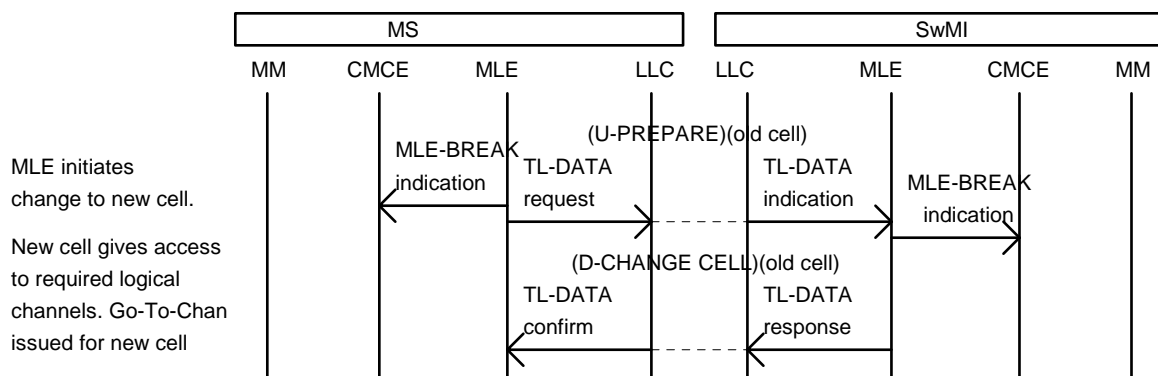 MS SwMI
MM CMCE MLE LLC LLC MLE CMCE MM
(U-PREPARE)(old cell)
MLE initiates
change to new cell.
MLE-BREAK
indication
TL-DATA
request
TL-DATA
indication
MLE-BREAK
indication
New cell gives access
to required logical
channels. Go-To-Chan
issued for new cell
(D-CHANGE CELL)(old cell)
TL-DATA
confirm
TL-DATA
response